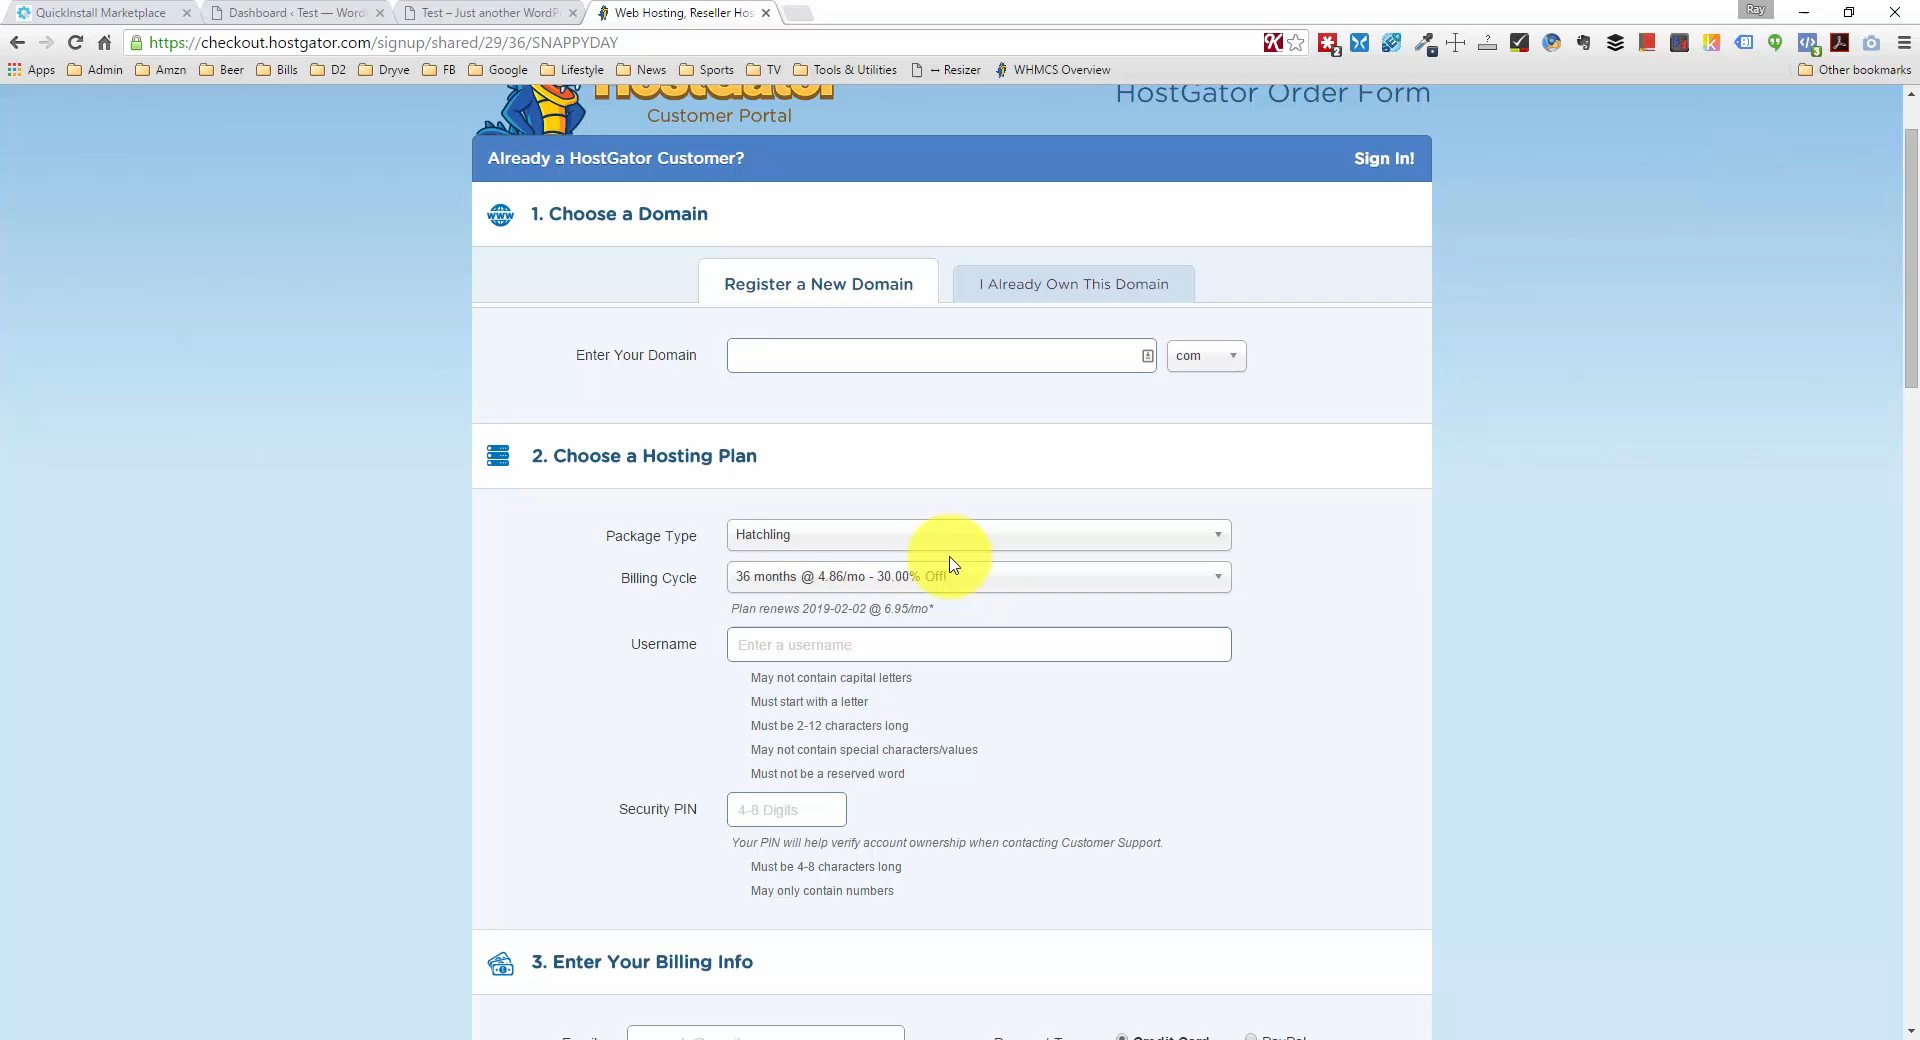 QuickInstall Marketplace
Dashboard ‹ Test — Word
Test – Just another WordP
Web Hosting, Reseller Hos
Ray
https://checkout.hostgator.com/signup/shared/29/36/SNAPPYDAY
Apps Admin Amzn Beer Bills D2 Dryve FB Google Lifestyle News Sports TV Tools & Utilities ↔ Resizer WHMCS Overview Other bookmarks
HostGator
Customer Portal
HostGator Order Form
Already a HostGator Customer?
Sign In!
1. Choose a Domain
Register a New Domain
I Already Own This Domain
Enter Your Domain
com
2. Choose a Hosting Plan
Package Type
Hatchling
Billing Cycle
36 months @ 4.86/mo - 30.00% Off!
Plan renews 2019-02-02 @ 6.95/mo*
Username
Enter a username
May not contain capital letters
Must start with a letter
Must be 2-12 characters long
May not contain special characters/values
Must not be a reserved word
Security PIN
4-8 Digits
Your PIN will help verify account ownership when contacting Customer Support.
Must be 4-8 characters long
May only contain numbers
3. Enter Your Billing Info
Credit Card
PayPal